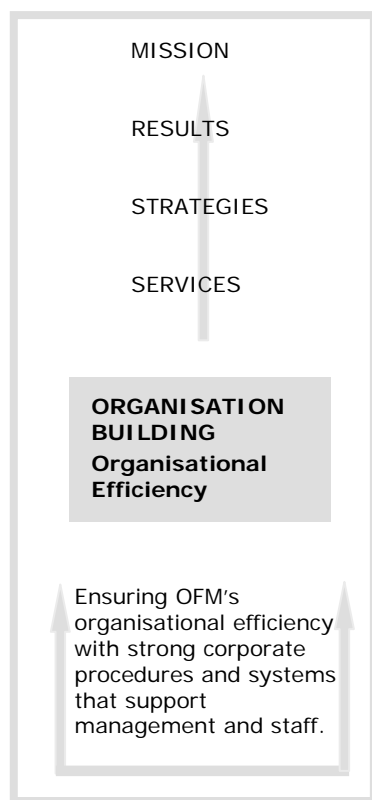 MISSION
RESULTS
STRATEGIES
SERVICES
ORGANISATION
BUILDING
Organisational
Efficiency
Ensuring OFM’s
organisational efficiency
with strong corporate
procedures and systems
that support
management and staff.